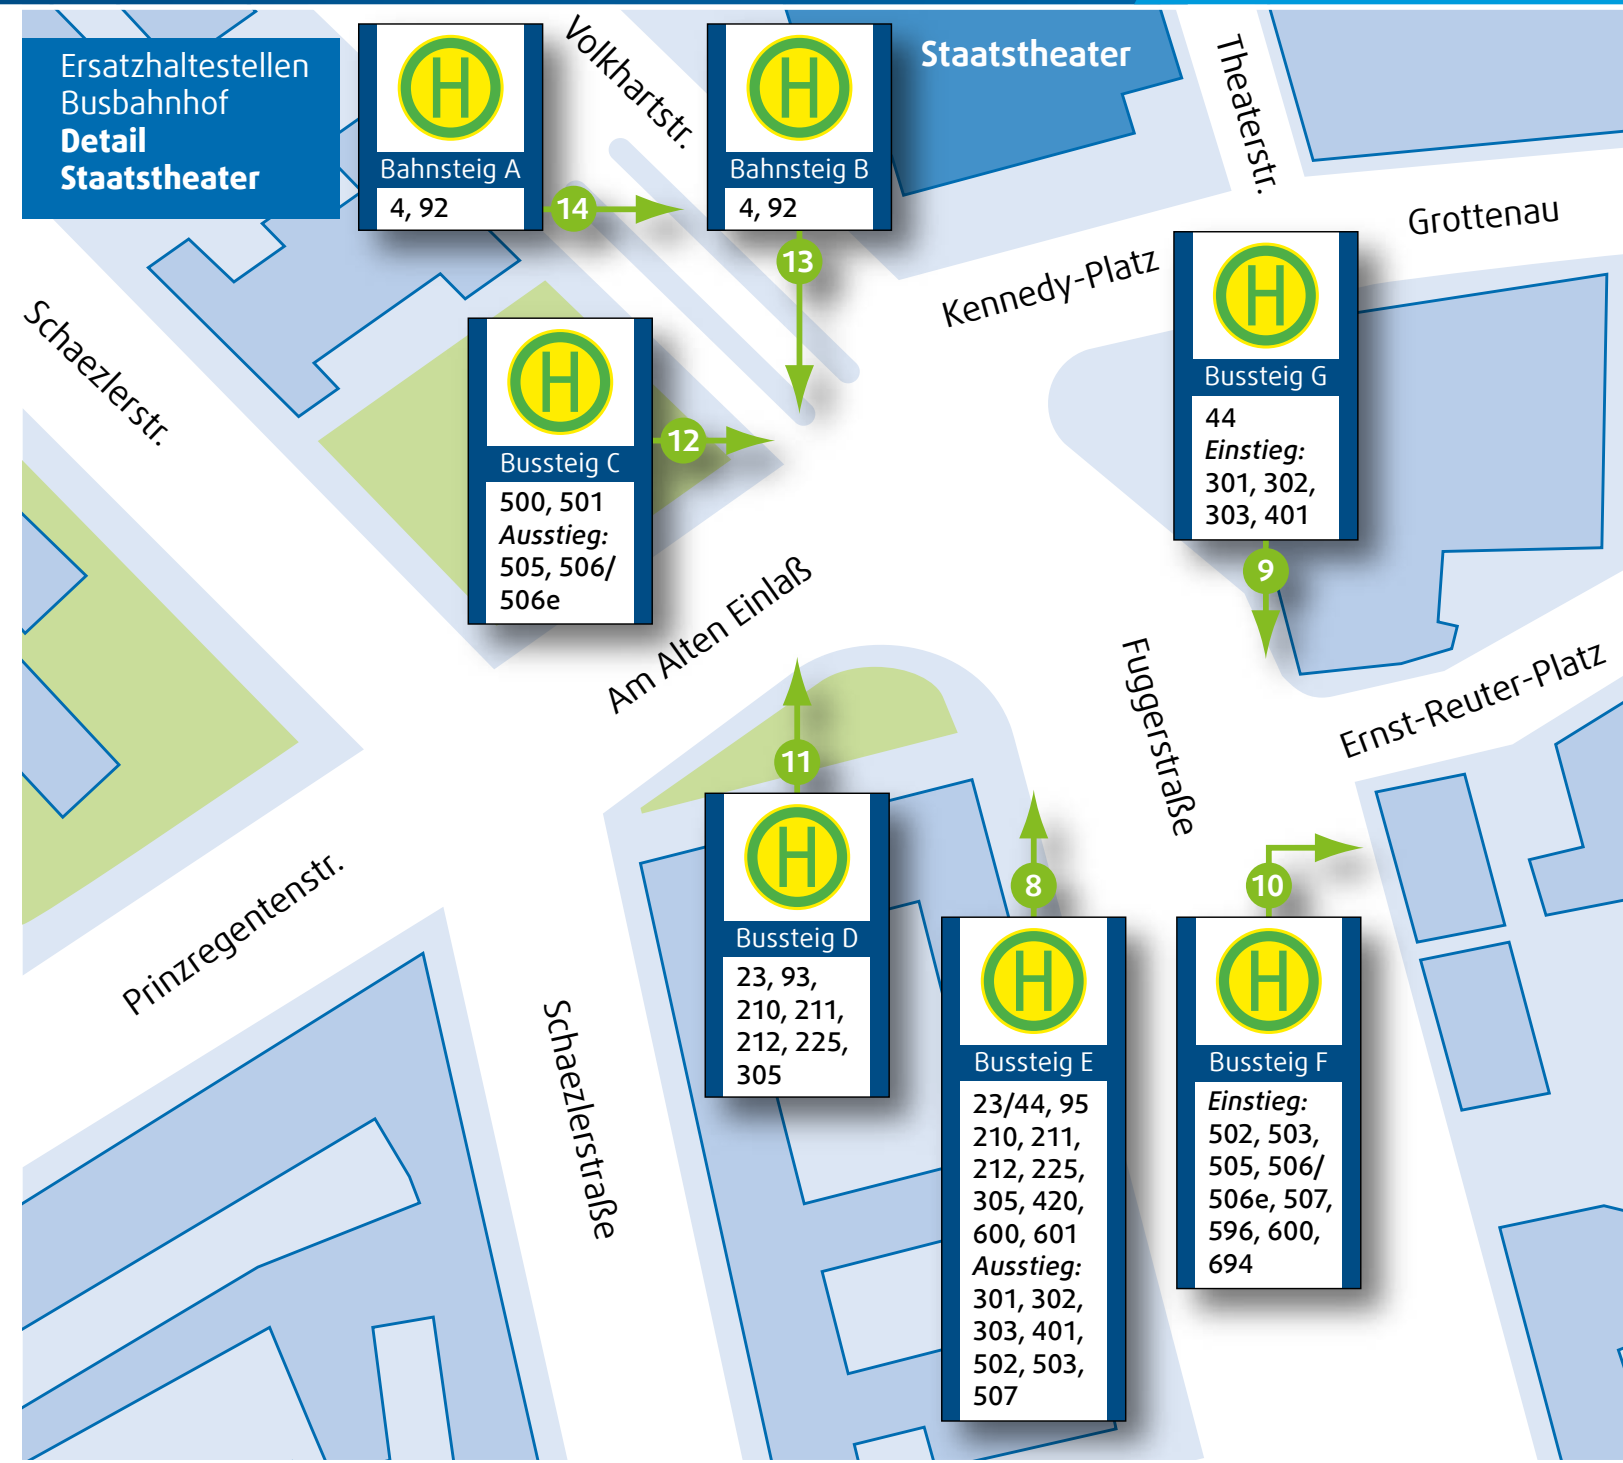 Ersatzhaltestellen
Busbahnhof
Detail
Staatstheater
H
Bahnsteig A
4, 92
14
Volkhartstr.
H
Bahnsteig B
4, 92
13
Staatstheater
Theaterstr.
Grottenau
Kennedy-Platz
H
Bussteig G
44
Einstieg:
301, 302,
303, 401
9
Schaezlerstr.
H
Bussteig C
500, 501
Ausstieg:
505, 506/
506e
12
Am Alten Einlaß
Fuggerstraße
Ernst-Reuter-Platz
Prinzregentenstr.
Schaezlerstraße
11
H
Bussteig D
23, 93,
210, 211,
212, 225,
305
8
H
Bussteig E
23/44, 95
210, 211,
212, 225,
305, 420,
600, 601
Ausstieg:
301, 302,
303, 401,
502, 503,
507
10
H
Bussteig F
Einstieg:
502, 503,
505, 506/
506e, 507,
596, 600,
694